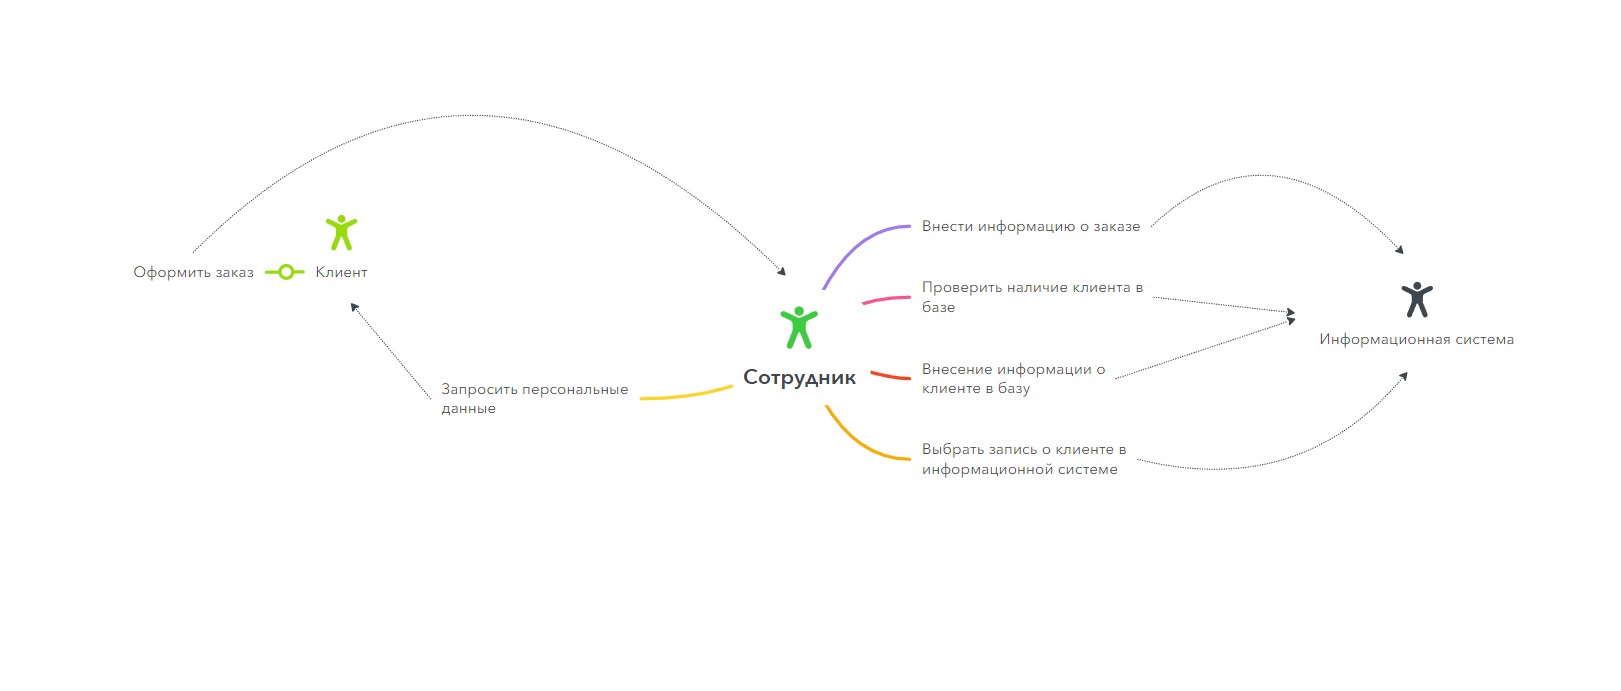 Оформить заказ
Клиент
Запросить персональные
данные
Сотрудник
Внести информацию о заказе
Проверить наличие клиента в
базе
Внесение информации о
клиенте в базу
Выбрать запись о клиенте в
информационной системе
Информационная система